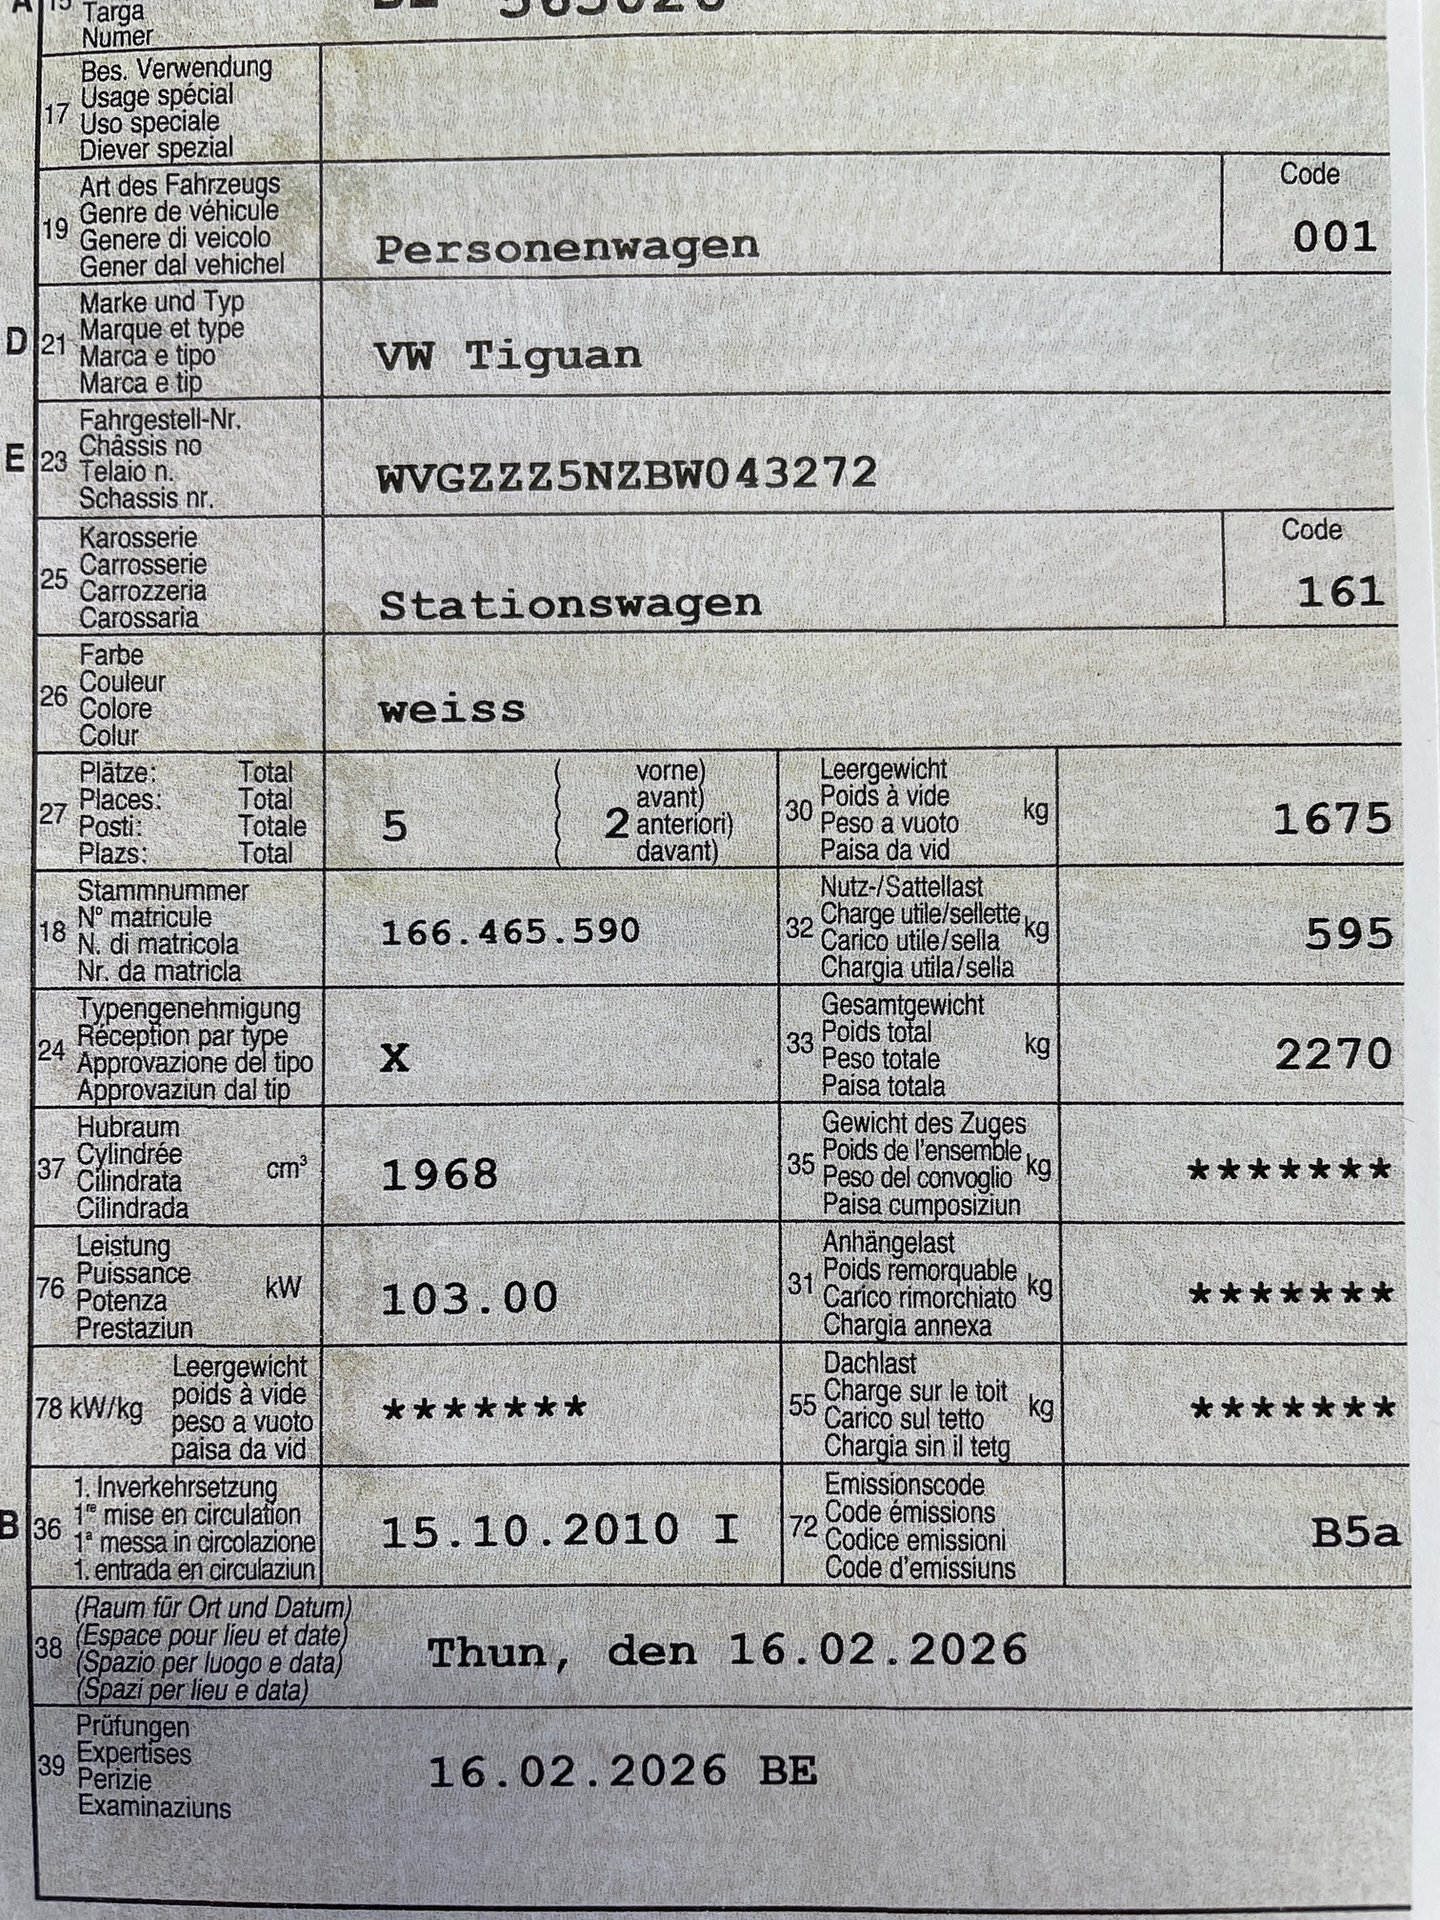 A 15 Targa
Numer
17 Bes. Verwendung
Usage spécial
Uso speciale
Diever spezial
19 Art des Fahrzeugs
Genre de véhicule
Genere di veicolo
Gener dal vehichel
Personenwagen
Code
001
D 21 Marke und Typ
Marque et type
Marca e tipo
Marca e tip
VW Tiguan
E 23 Fahrgestell-Nr.
Châssis no
Telaio n.
Schassis nr.
WVGZZZ5NZBW043272
25 Karosserie
Carrosserie
Carrozzeria
Carossaria
Stationswagen
Code
161
26 Farbe
Couleur
Colore
Colur
weiss
27 Plätze: Total
Places: Total
Posti: Totale
Plazs: Total
5
( vorne)
( avant)
( 2 anteriori)
( davant)
30 Leergewicht
Poids à vide
Peso a vuoto
Paisa da vid
kg
1675
18 Stammnummer
N° matricule
N. di matricola
Nr. da matricla
166.465.590
32 Nutz-/Sattellast
Charge utile/sellette
Carico utile/sella
Chargia utila/sella
kg
595
24 Typengenehmigung
Réception par type
Approvazione del tipo
Approvaziun dal tip
X
33 Gesamtgewicht
Poids total
Peso totale
Paisa totala
kg
2270
37 Hubraum
Cylindrée
Cilindrata
Cilindrada
cm³
1968
35 Gewicht des Zuges
Poids de l'ensemble
Peso del convoglio
Paisa cumposiziun
kg
*******
76 Leistung
Puissance
Potenza
Prestaziun
kW
103.00
31 Anhängelast
Poids remorquable
Carico rimorchiato
Chargia annexa
kg
*******
78 kW/kg
Leergewicht
poids à vide
peso a vuoto
paisa da vid
*******
55 Dachlast
Charge sur le toit
Carico sul tetto
Chargia sin il tetg
kg
*******
B 36 1. Inverkehrsetzung
1re mise en circulation
1a messa in circolazione
1. entrada en circulaziun
15.10.2010 I
72 Emissionscode
Code émissions
Codice emissioni
Code d'emissiuns
B5a
38 (Raum für Ort und Datum)
(Espace pour lieu et date)
(Spazio per luogo e data)
(Spazi per lieu e data)
Thun, den 16.02.2026
39 Prüfungen
Expertises
Perizie
Examinaziuns
16.02.2026 BE